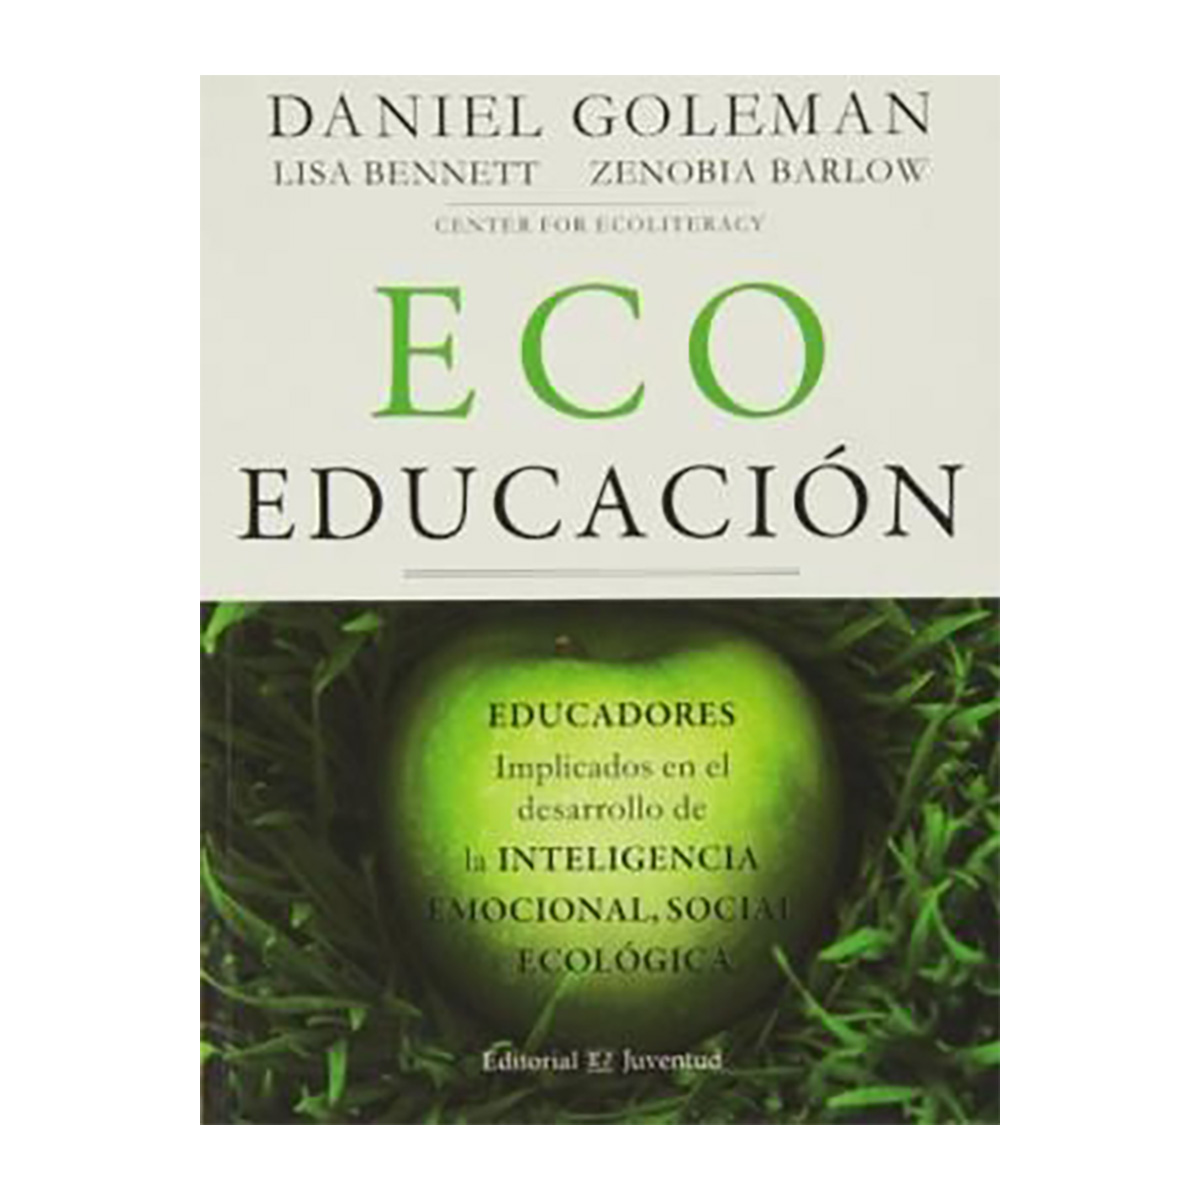 DANIEL GOLEMAN
LISA BENNETT ZENOBIA BARLOW
CENTER FOR ECOLITERACY
ECO
EDUCACIÓN
EDUCADORES
Implicados en el
desarrollo de
la INTELIGENCIA
EMOCIONAL, SOCIAL
ECOLÓGICA
Editorial Juventud